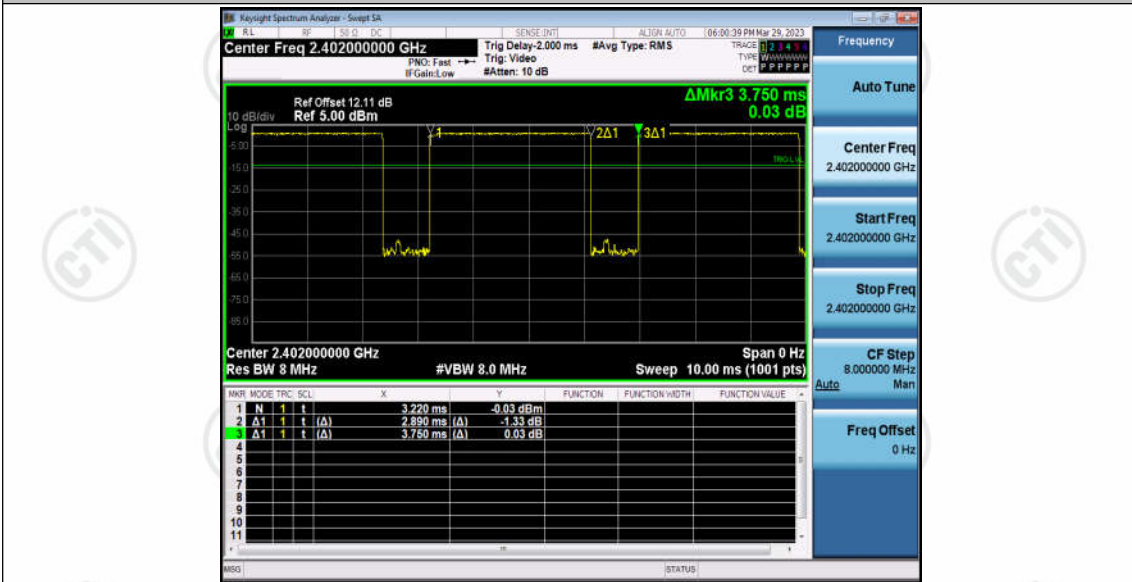 Keysight Spectrum Analyzer - Swept SA
RL RF 50 Ω DC SENSE:INT ALIGN AUTO 06:00:39 PM Mar 29, 2023
Center Freq 2.402000000 GHz Trig Delay-2.000 ms #Avg Type: RMS TRACE 1 2 3 4 5 6
PNO: Fast Trig: Video TYPE
IFGain:Low #Atten: 10 dB DET P P P P P P
Frequency
ΔMkr3 3.750 ms
0.03 dB
Ref Offset 12.11 dB
10 dB/div Ref 5.00 dBm
Log
-5.00
-15.0
-25.0
-35.0
-45.0
-55.0
-65.0
-75.0
-85.0
1 2Δ1 3Δ1
TRIG LVL
Center 2.402000000 GHz Span 0 Hz
Res BW 8 MHz #VBW 8.0 MHz Sweep 10.00 ms (1001 pts)
MKR MODE TRC SCL X Y FUNCTION FUNCTION WIDTH FUNCTION VALUE
1 N 1 t 3.220 ms -0.03 dBm
2 Δ1 1 t (Δ) 2.890 ms (Δ) -1.33 dB
3 Δ1 1 t (Δ) 3.750 ms (Δ) 0.03 dB
4
5
6
7
8
9
10
11
MSG STATUS
Auto Tune
Center Freq
2.402000000 GHz
Start Freq
2.402000000 GHz
Stop Freq
2.402000000 GHz
CF Step
8.000000 MHz
Auto Man
Freq Offset
0 Hz
CTI
CTI